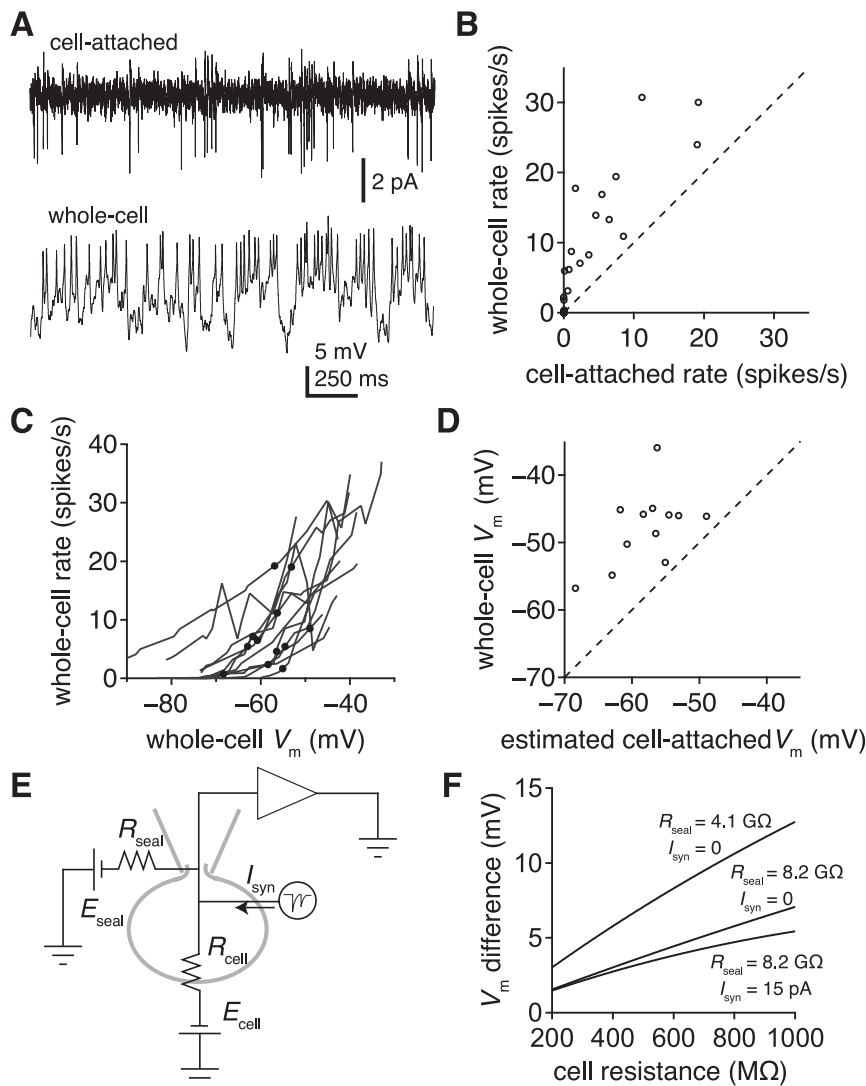 A
cell-attached
2 pA
whole-cell
5 mV
250 ms
B
whole-cell rate (spikes/s)
30
20
10
0
0 10 20 30
cell-attached rate (spikes/s)
C
whole-cell rate (spikes/s)
40
30
20
10
0
−80 −60 −40
whole-cell Vm (mV)
D
whole-cell Vm (mV)
−40
−50
−60
−70
−70 −60 −50 −40
estimated cell-attached Vm (mV)
E
Rseal
Eseal
Isyn
Rcell
Ecell
F
Vm difference (mV)
15
10
5
0
Rseal = 4.1 GΩ
Isyn = 0
Rseal = 8.2 GΩ
Isyn = 0
Rseal = 8.2 GΩ
Isyn = 15 pA
200 400 600 800 1000
cell resistance (MΩ)